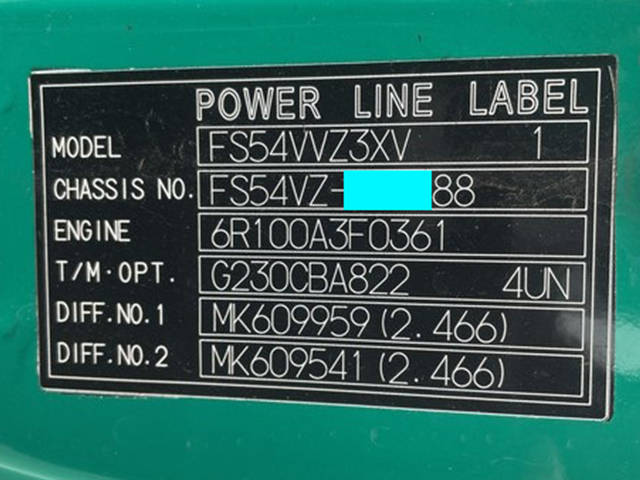 POWER LINE LABEL
MODEL FS54VVZ3XV 1
CHASSIS NO. FS54VZ- 88
ENGINE 6R100A3F0361
T/M·OPT. G230CBA822 4UN
DIFF.NO.1 MK609959(2.466)
DIFF.NO.2 MK609541(2.466)